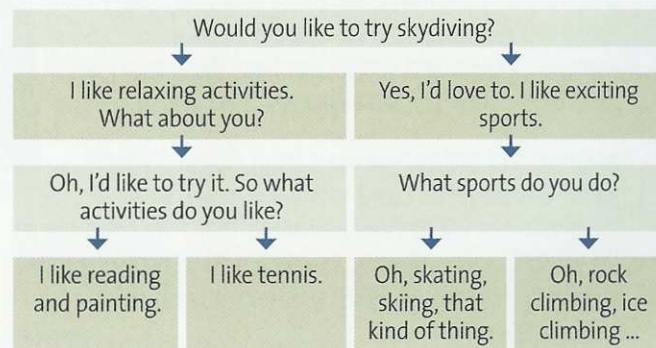 Would you like to try skydiving?
I like relaxing activities.
What about you?
Yes, I'd love to. I like exciting
sports.
Oh, I'd like to try it. So what
activities do you like?
What sports do you do?
I like reading
and painting.
I like tennis.
Oh, skating,
skiing, that
kind of thing.
Oh, rock
climbing, ice
climbing ...